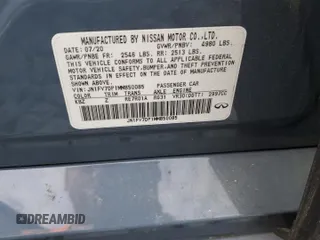 MANUFACTURED BY NISSAN MOTOR CO.,LTD.
DATE: 07/20 GVWR/PNBV: 4980 LBS.
GAWR/PNBE FR: 2546 LBS. RR: 2513 LBS.
THIS VEHICLE CONFORMS TO ALL APPLICABLE
FEDERAL MOTOR VEHICLE SAFETY, BUMPER, AND
THEFT PREVENTION STANDARDS IN EFFECT ON THE
DATE OF MANUFACTURE SHOWN ABOVE.
PASSENGER CAR
COLOR TRIM TRANS AXLE ENGINE
Z RE7R01A
DREAMBID